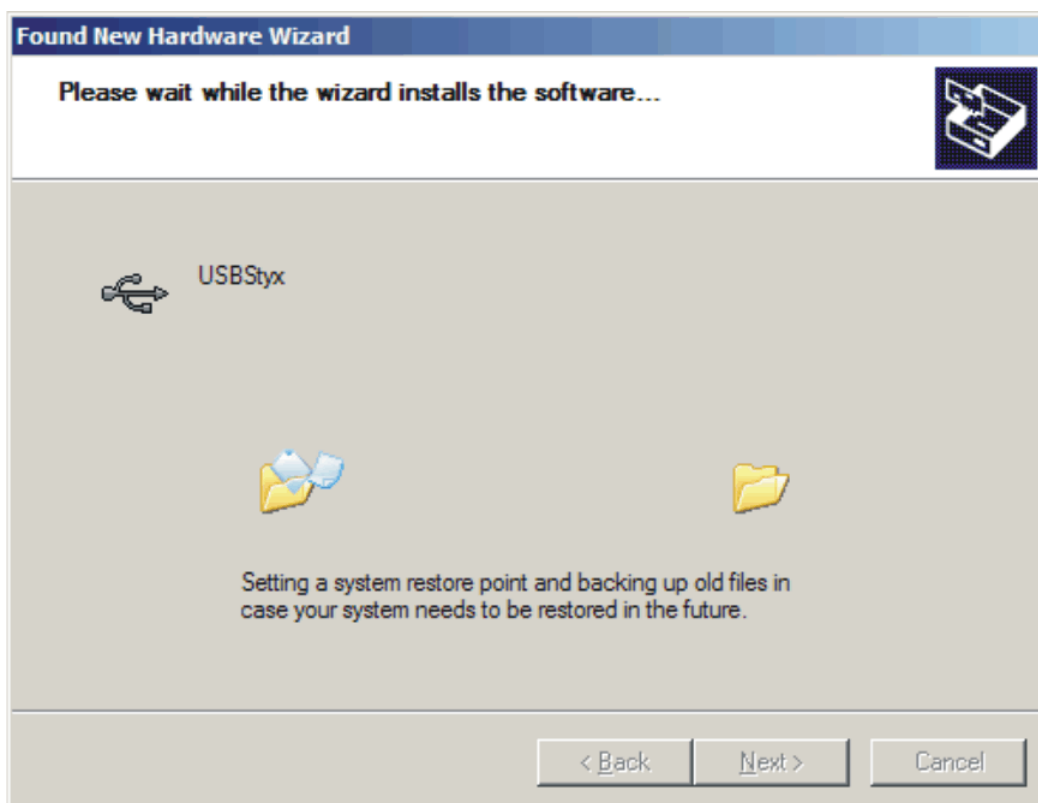 Found New Hardware Wizard
Please wait while the wizard installs the software...
USBStyx
Setting a system restore point and backing up old files in
case your system needs to be restored in the future.
< Back
Next >
Cancel